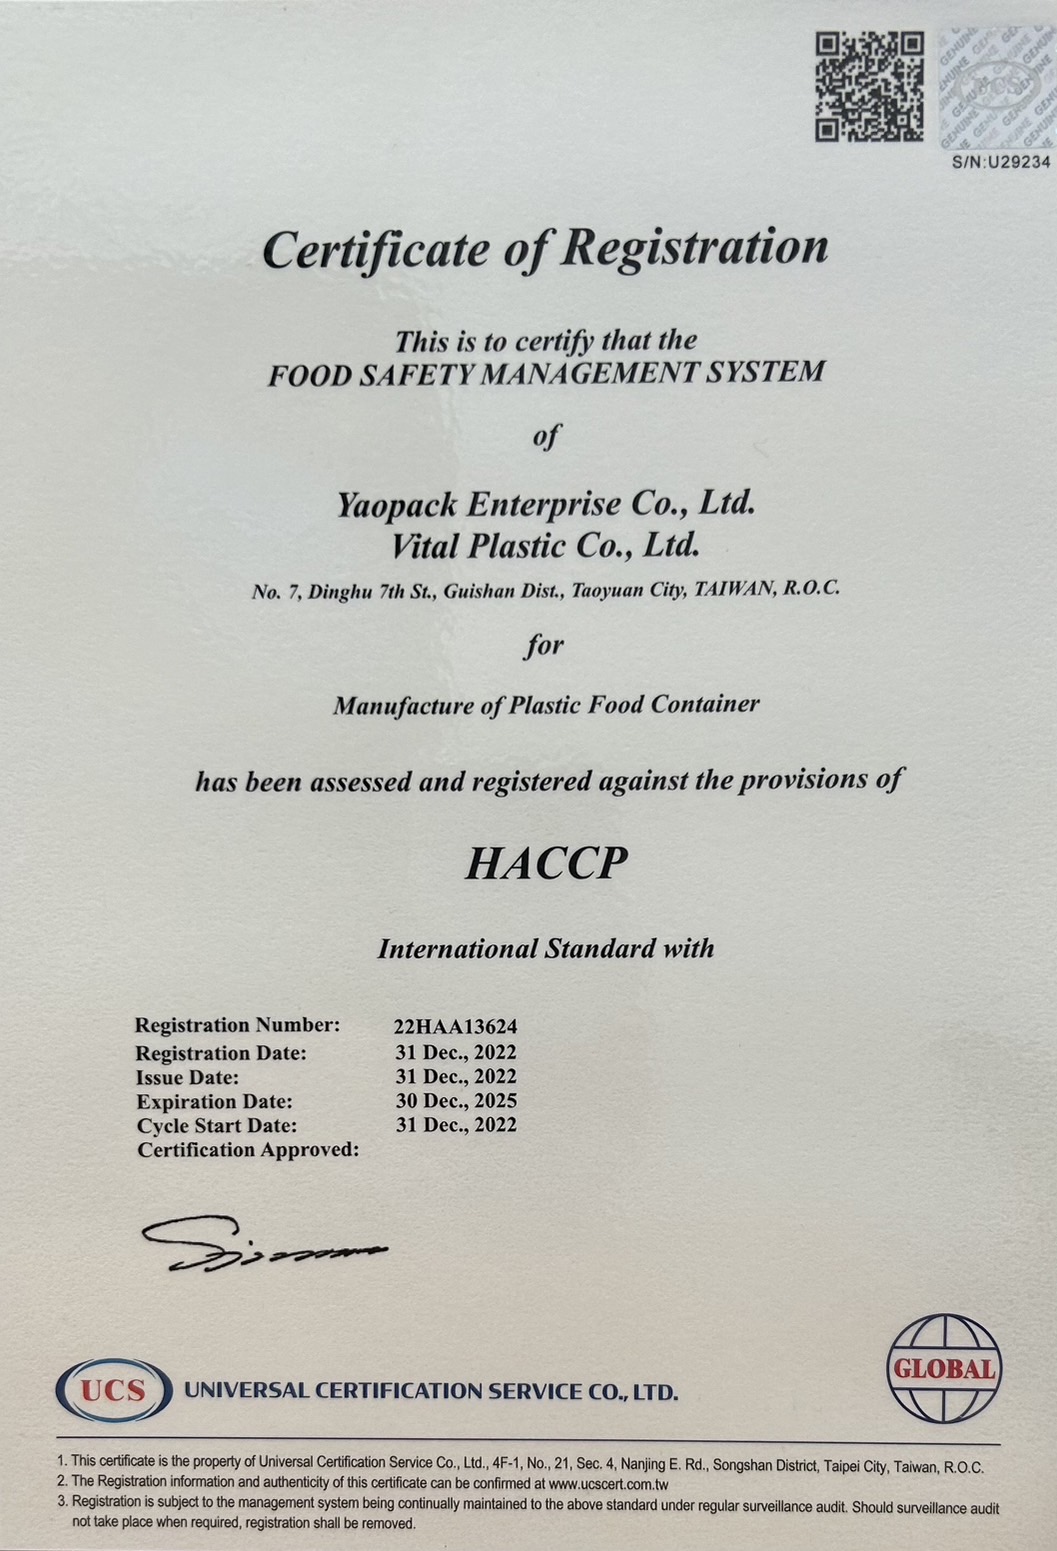 S/N:U29234
Certificate of Registration
This is to certify that the
FOOD SAFETY MANAGEMENT SYSTEM
of
Yaopack Enterprise Co., Ltd.
Vital Plastic Co., Ltd.
No. 7, Dinghu 7th St., Guishan Dist., Taoyuan City, TAIWAN, R.O.C.
for
Manufacture of Plastic Food Container
has been assessed and registered against the provisions of
HACCP
International Standard with
Registration Number: 22HAA13624
Registration Date: 31 Dec., 2022
Issue Date: 31 Dec., 2022
Expiration Date: 30 Dec., 2025
Cycle Start Date: 31 Dec., 2022
Certification Approved:
UCS UNIVERSAL CERTIFICATION SERVICE CO., LTD.
GLOBAL
1. This certificate is the property of Universal Certification Service Co., Ltd., 4F-1, No., 21, Sec. 4, Nanjing E. Rd., Songshan District, Taipei City, Taiwan, R.O.C.
2. The Registration information and authenticity of this certificate can be confirmed at www.ucscert.com.tw
3. Registration is subject to the management system being continually maintained to the above standard under regular surveillance audit. Should surveillance audit
not take place when required, registration shall be removed.